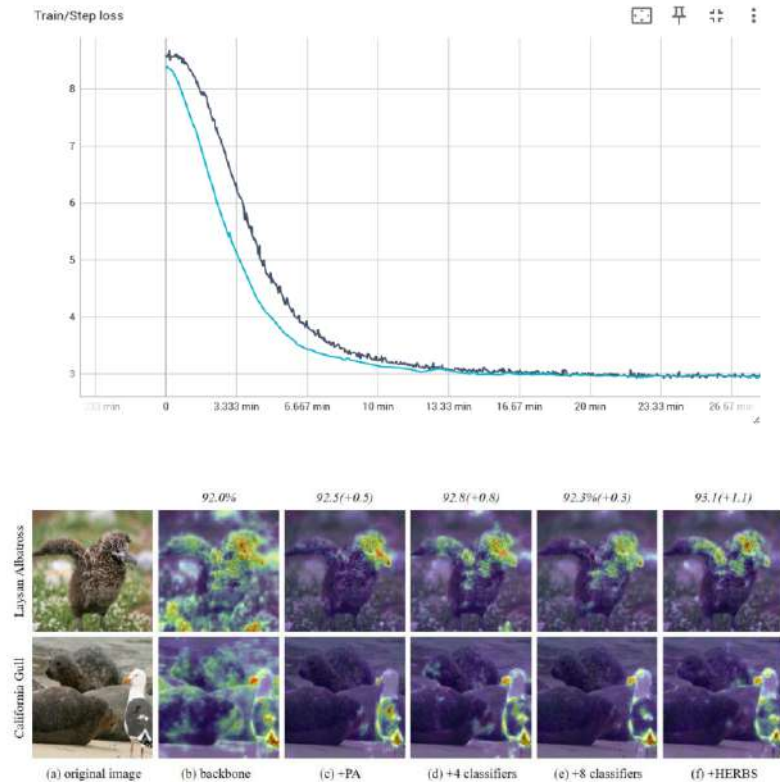 Train/Step loss
8
7
6
5
4
3
0 3.333 min 6.667 min 10 min 13.33 min 16.67 min 20 min 23.33 min 26.67 min
92.0% 92.5(+0.5) 92.8(+0.8) 92.3%(+0.3) 93.1(+1.1)
Laysan Albatross
California Gull
(a) original image (b) backbone (c) +PA (d) +4 classifiers (e) +8 classifiers (f) +HERBS